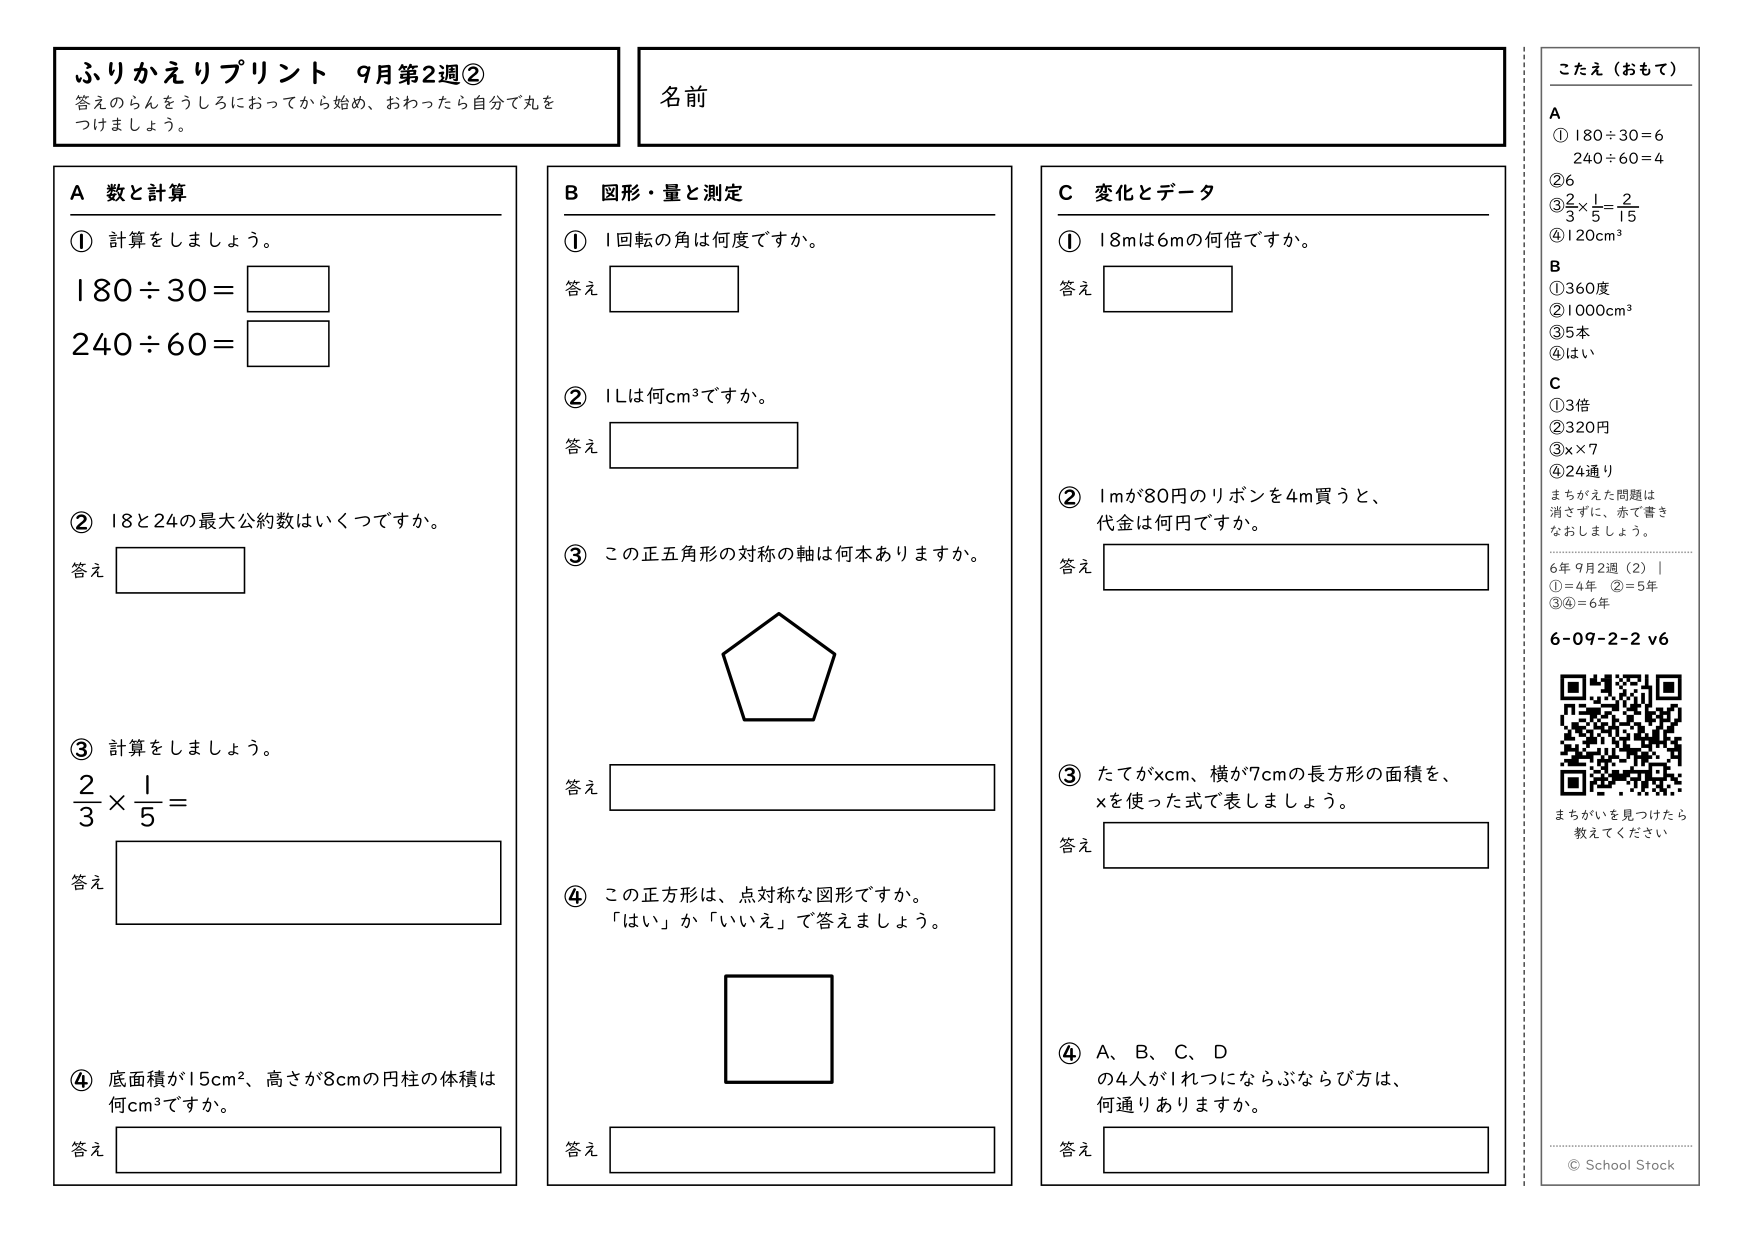 ふりかえりプリント　9月第2週②
答えのらんをうしろにおってから始め、おわったら自分で丸を
つけましょう。
名前
A　数と計算
① 計算をしましょう。
180÷30＝
240÷60＝
② 18と24の最大公約数はいくつですか。
答え
③ 計算をしましょう。
2/3 × 1/5 ＝
答え
④ 底面積が15cm²、高さが8cmの円柱の体積は
何cm³ですか。
答え
B　図形・量と測定
① 1回転の角は何度ですか。
答え
② 1Lは何cm³ですか。
答え
③ この正五角形の対称の軸は何本ありますか。
答え
④ この正方形は、点対称な図形ですか。
「はい」か「いいえ」で答えましょう。
答え
C　変化とデータ
① 18mは6mの何倍ですか。
答え
② 1mが80円のリボンを4m買うと、
代金は何円ですか。
答え
③ たてがxcm、横が7cmの長方形の面積を、
xを使った式で表しましょう。
答え
④ A、 B、 C、 D
の4人が1れつにならぶならび方は、
何通りありますか。
答え
こたえ（おもて）
A
① 180÷30＝6
240÷60＝4
②6
③2/3×1/5＝2/15
④120cm³
B
①360度
②1000cm³
③5本
④はい
C
①3倍
②320円
③x×7
④24通り
まちがえた問題は
消さずに、赤で書き
なおしましょう。
6年 9月2週（2）｜
①＝4年　②＝5年
③④＝6年
6-09-2-2 v6
まちがいを見つけたら
教えてください
© School Stock